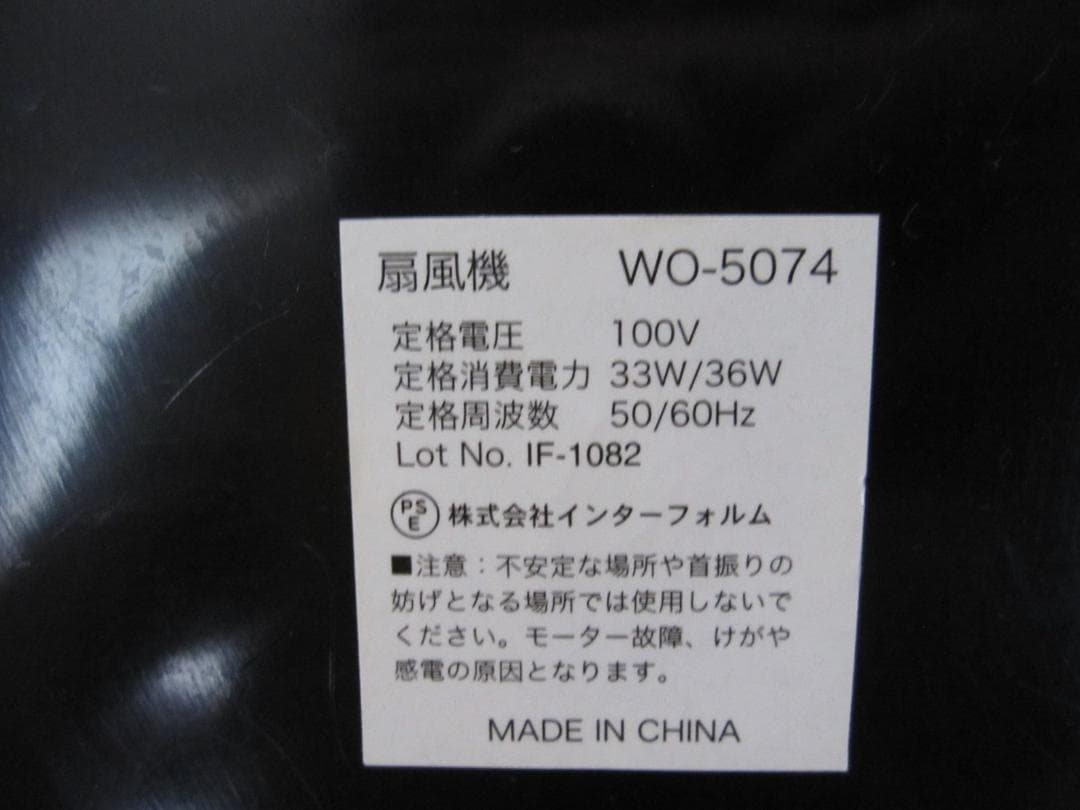 扇風機 WO-5074
定格電圧 100V
定格消費電力 33W/36W
定格周波数 50/60Hz
Lot No. IF-1082
PSE 株式会社インターフォルム
■注意：不安定な場所や首振りの
妨げとなる場所では使用しないで
ください。モーター故障、けがや
感電の原因となります。
MADE IN CHINA